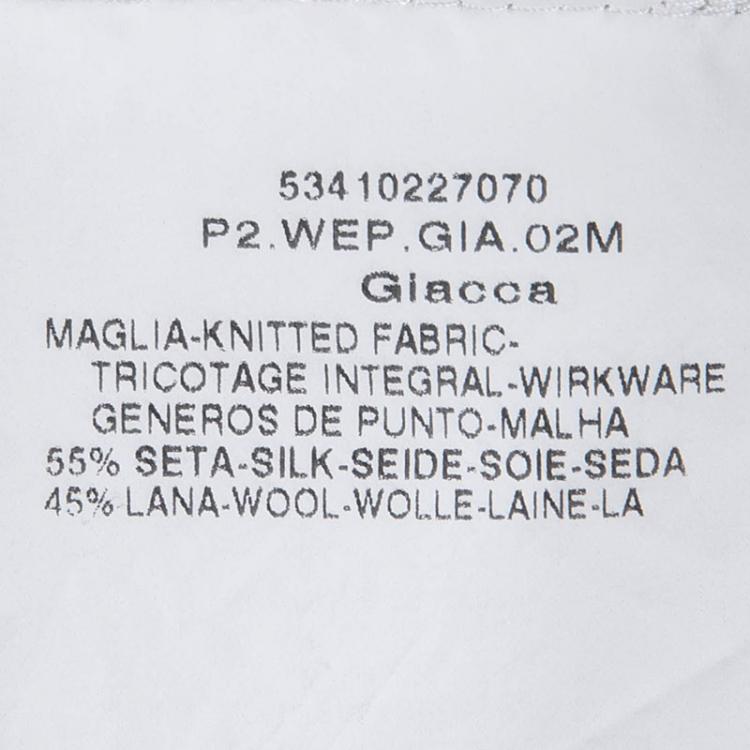 53410227070
P2.WEP.GIA.02M
Giacca
MAGLIA-KNITTED FABRIC-
TRICOTAGE INTEGRAL-WIRKWARE
GENEROS DE PUNTO-MALHA
55% SETA-SILK-SEIDE-SOIE-SEDA
45% LANA-WOOL-WOLLE-LAINE-LA